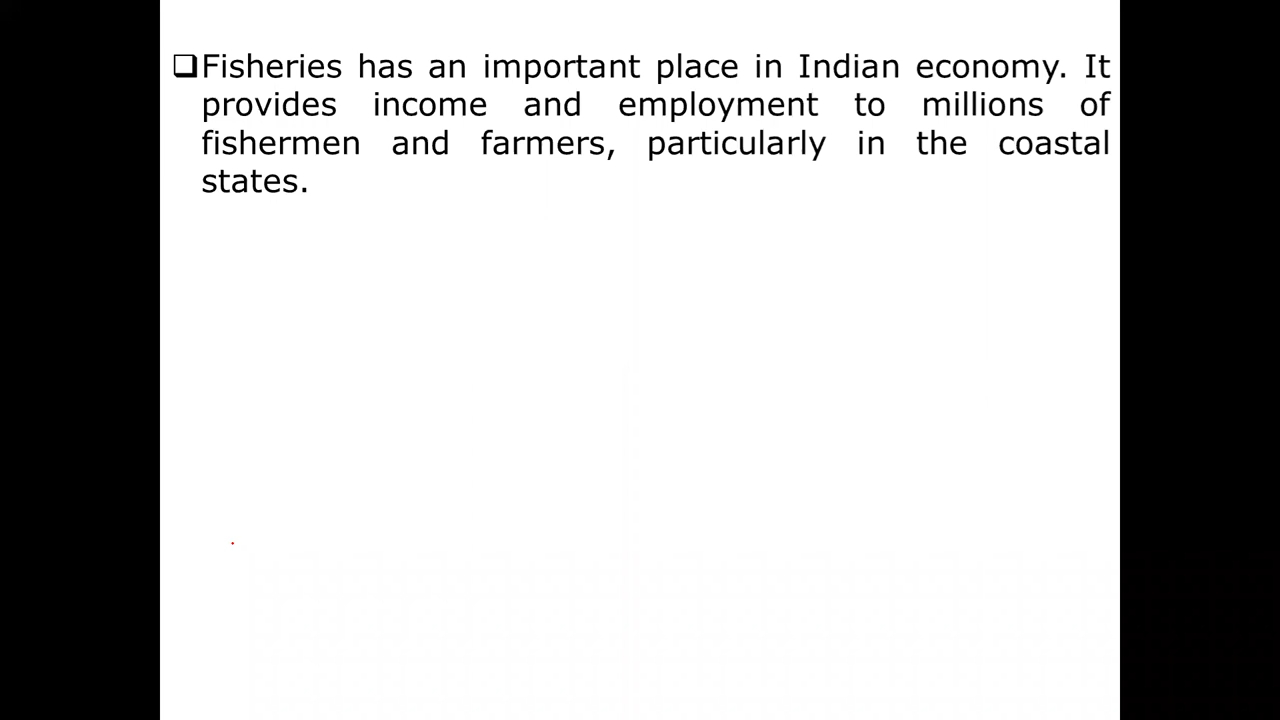 ❑Fisheries has an important place in Indian economy. It
provides income and employment to millions of
fishermen and farmers, particularly in the coastal
states.